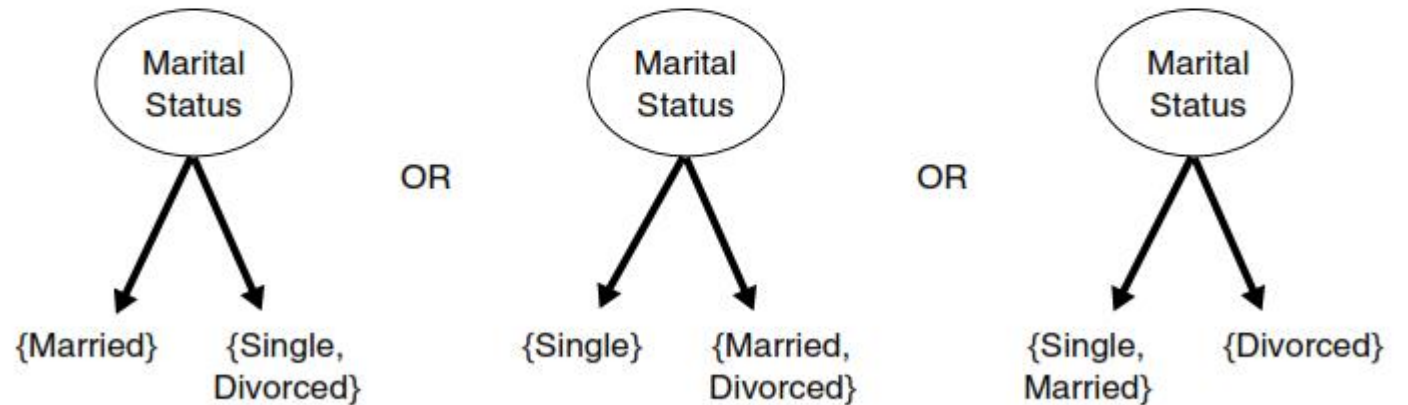 Marital
Status
OR
Marital
Status
OR
Marital
Status
{Married}
{Single,
Divorced}
{Single}
{Married,
Divorced}
{Single,
Married}
{Divorced}